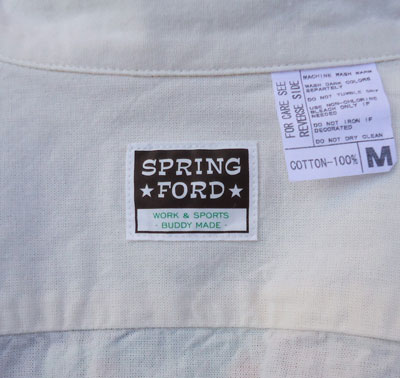 SPRING
★ FORD ★
WORK & SPORTS
· BUDDY MADE ·
FOR CARE SEE
REVERSE SIDE
MACHINE WASH WARM
WASH DARK COLORS
SEPARATELY
DO NOT TUMBLE DRY
USE NON-CHLORINE
BLEACH ONLY IF
NEEDED
DO NOT IRON IF
DECORATED
DO NOT DRY CLEAN
COTTON-100%
M